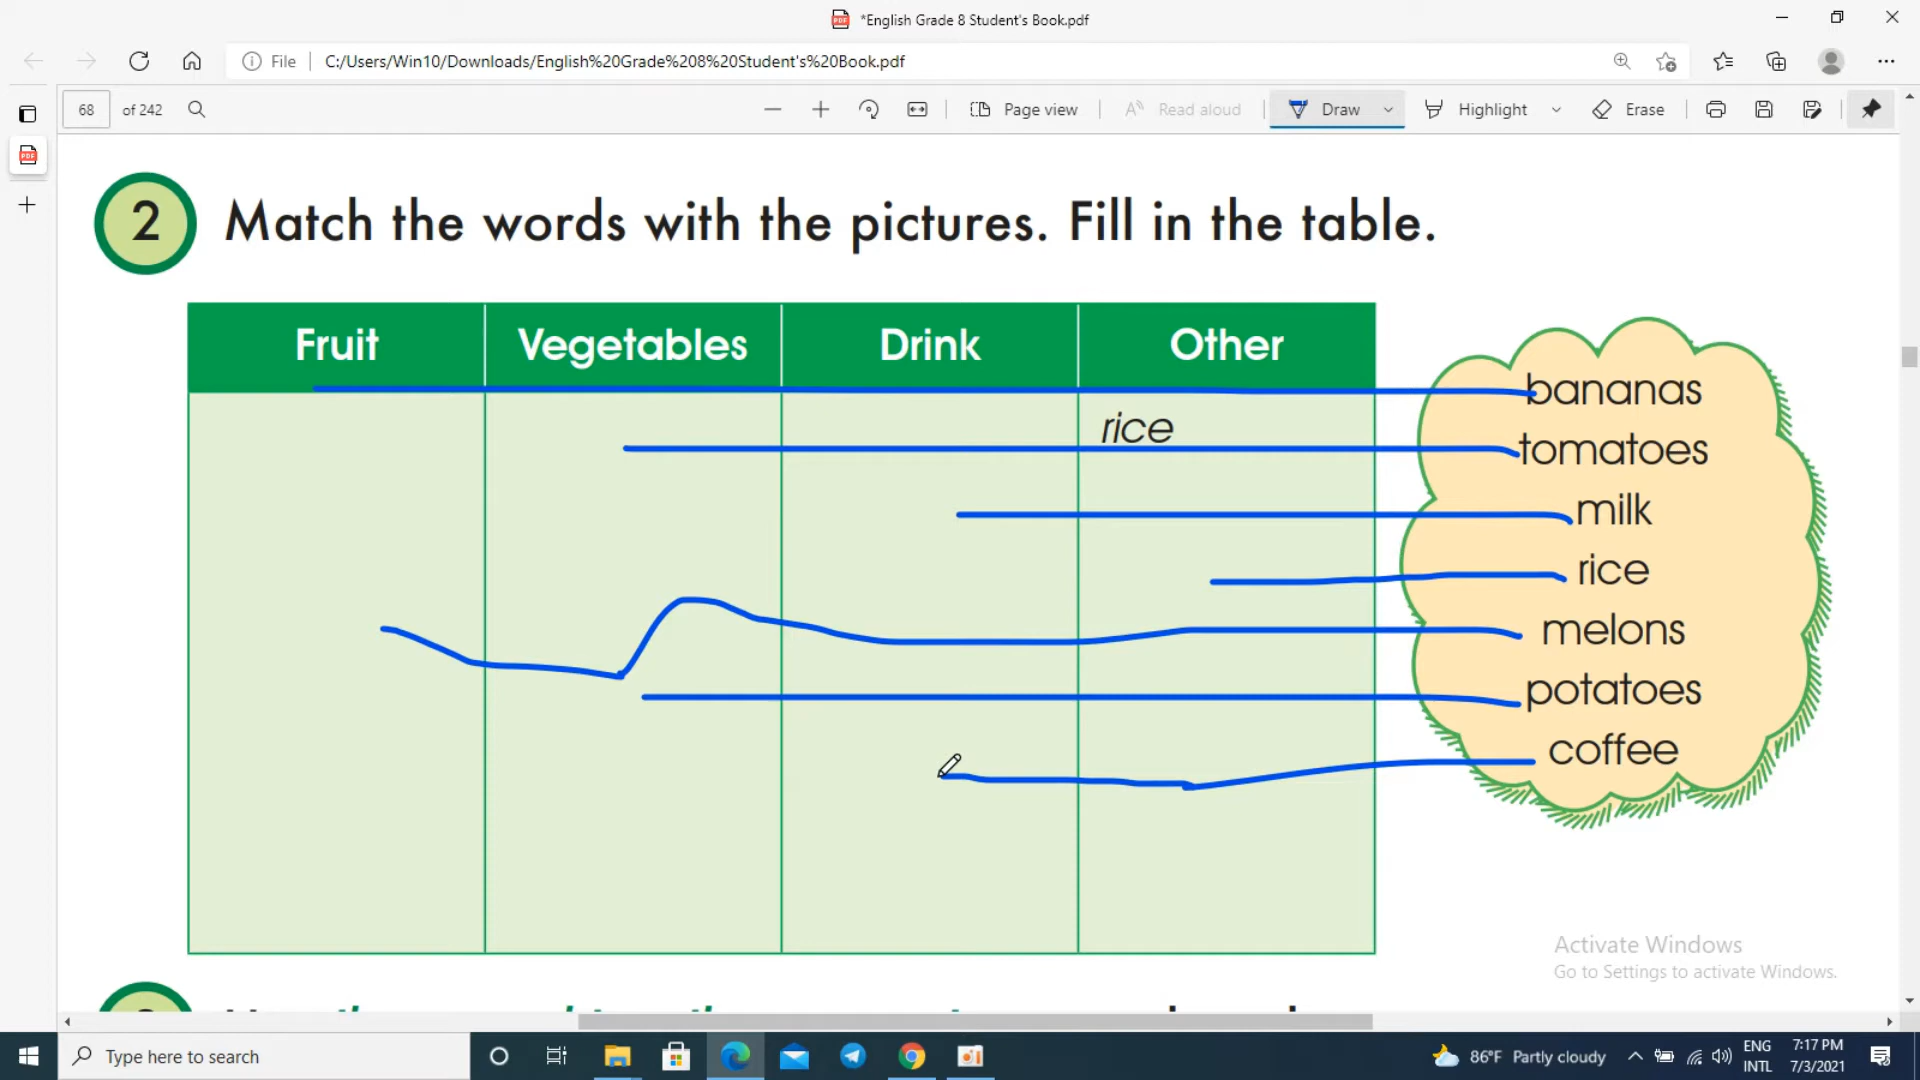 *English Grade 8 Student's Book.pdf
File
C:/Users/Win10/Downloads/English%20Grade%208%20Student's%20Book.pdf
68 of 242
Page view
Read aloud
Draw
Highlight
Erase
2 Match the words with the pictures. Fill in the table.
Fruit Vegetables Drink Other
rice
bananas
tomatoes
milk
rice
melons
potatoes
coffee
Activate Windows
Go to Settings to activate Windows.
Type here to search
86°F Partly cloudy
ENG
INTL
7:17 PM
7/3/2021